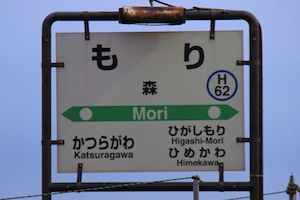 もり
H
62
森
Mori
かつらがわ
Katsuragawa
ひがしもり
Higashi-Mori
ひめかわ
Himekawa